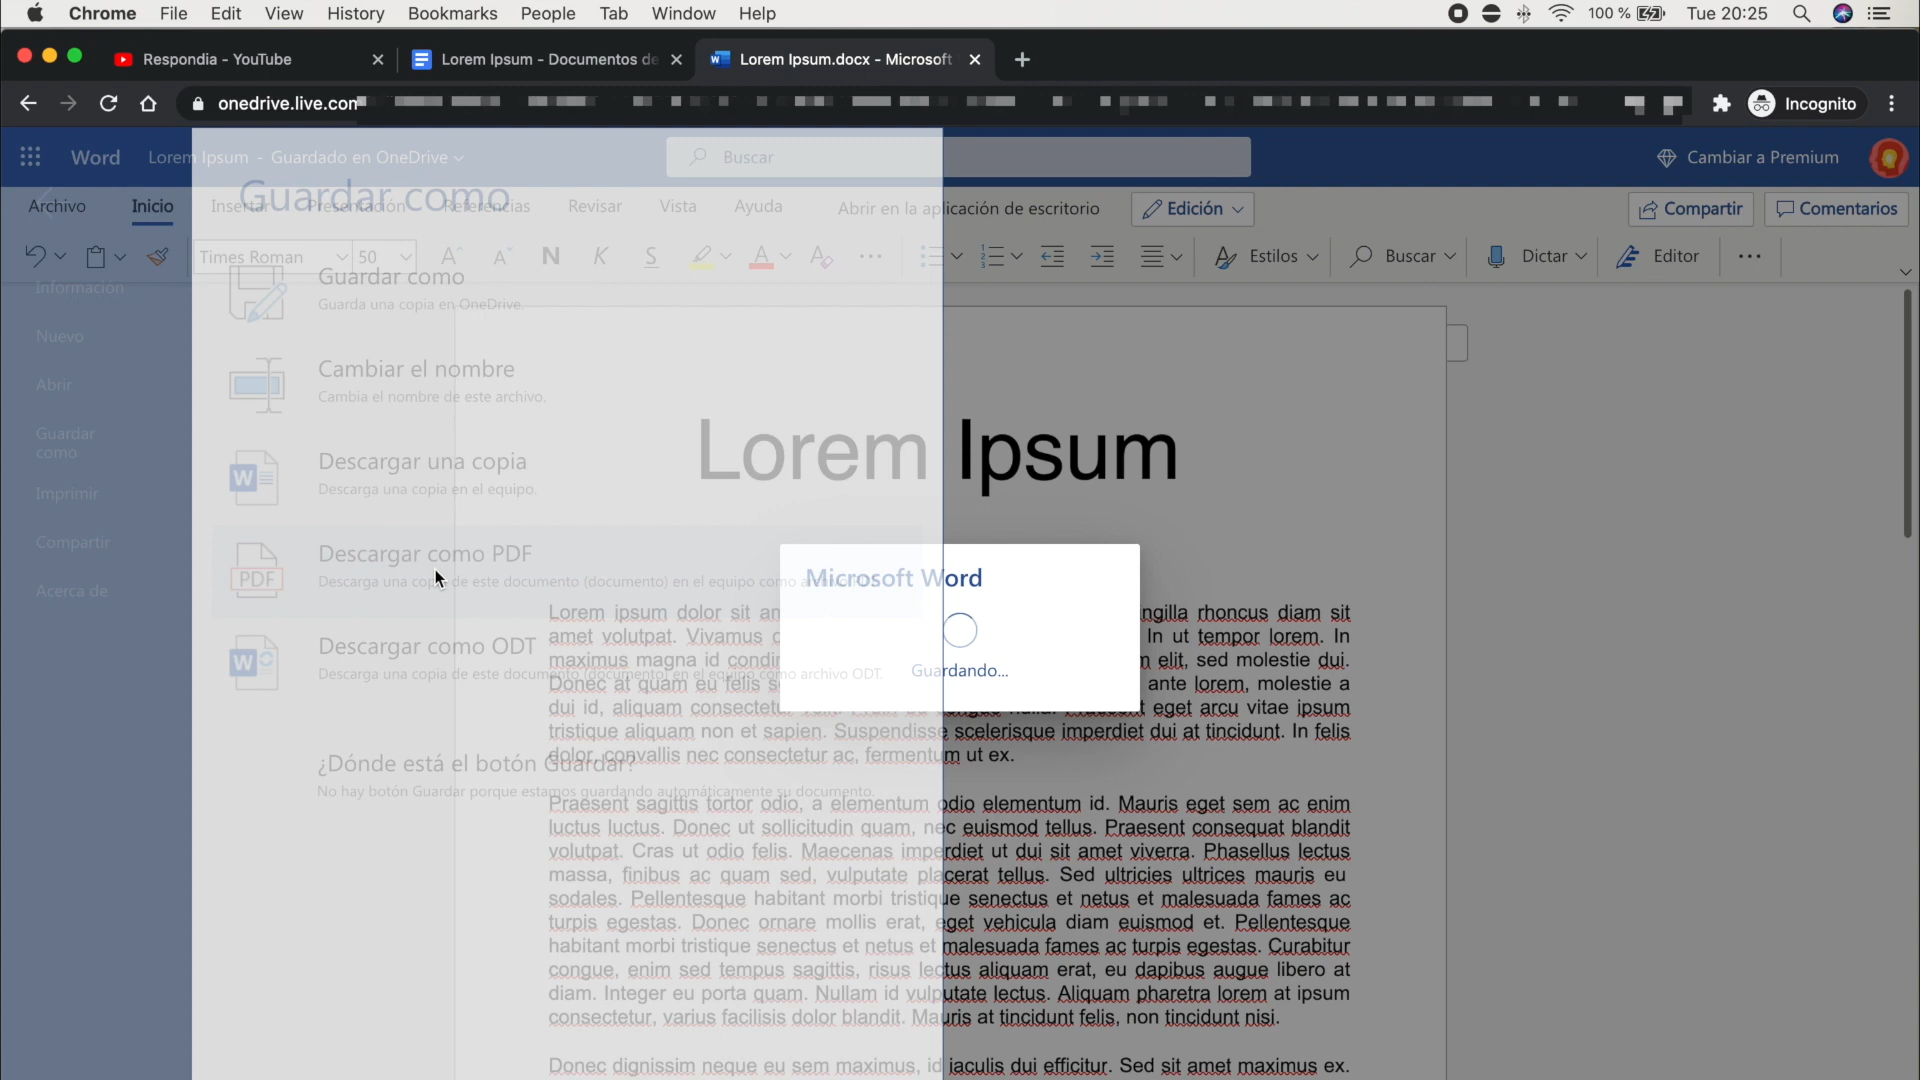 Chrome File Edit View History Bookmarks People Tab Window Help 100 % Tue 20:25
Respondia - YouTube
Lorem Ipsum - Documentos de
Lorem Ipsum.docx - Microsoft
onedrive.live.com
Incognito
Word Lorem Ipsum - Guardado en OneDrive
Buscar
Cambiar a Premium
Guardar como
Archivo Inicio Insertar Presentación Referencias Revisar Vista Ayuda Abrir en la aplicación de escritorio Edición Compartir Comentarios
Times Roman 50 N K S Estilos Buscar Dictar Editor
Información
Nuevo
Abrir
Guardar
como
Imprimir
Compartir
Acerca de
Guardar como
Guarda una copia en OneDrive.
Cambiar el nombre
Cambia el nombre de este archivo.
Descargar una copia
Descarga una copia en el equipo.
PDF
Descargar como PDF
Descarga una copia de este documento (documento) en el equipo como
Descargar como ODT
Descarga una copia de este documento (documento) en el equipo como archivo ODT.
¿Dónde está el botón Guardar?
No hay botón Guardar porque estamos guardando automáticamente su documento.
Microsoft Word
Guardando...
Lorem Ipsum
Lorem ipsum dolor sit ngilla rhoncus diam sit
amet volutpat. Vivamus In ut tempor lorem. In
maximus magna id elit, sed molestie dui.
Donec at quam eu felis ante lorem, molestie a
dui id, aliquam eget arcu vitae ipsum
tristique aliquam non et sapien. Suspendisse scelerisque imperdiet dui at tincidunt. In felis
dolor, convallis nec consectetur ac, fermentum ut ex.
Praesent sagittis tortor odio, a elementum odio elementum id. Mauris eget sem ac enim
luctus luctus. Donec ut sollicitudin quam, nec euismod tellus. Praesent consequat blandit
volutpat. Cras ut odio felis. Maecenas imperdiet ut dui sit amet viverra. Phasellus lectus
massa, finibus ac quam sed, vulputate placerat tellus. Sed ultricies ultrices mauris eu
sodales. Pellentesque habitant morbi tristique senectus et netus et malesuada fames ac
turpis egestas. Donec ornare mollis erat, eget vehicula diam euismod et. Pellentesque
habitant morbi tristique senectus et netus et malesuada fames ac turpis egestas. Curabitur
congue, enim sed tempus sagittis, risus lectus aliquam erat, eu dapibus augue libero at
diam. Integer eu porta quam. Nullam id vulputate lectus. Aliquam pharetra lorem at ipsum
consectetur, varius facilisis dolor blandit. Mauris at tincidunt felis, non tincidunt nisi.
Donec dignissim neque eu sem maximus, id iaculis dui efficitur. Sed sit amet maximus ex.